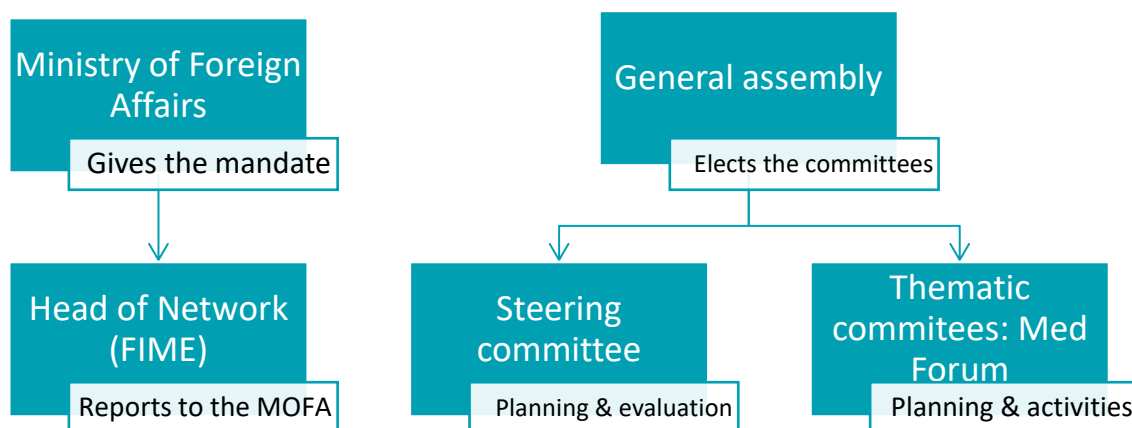 Ministry of Foreign
Affairs
Gives the mandate
General assembly
Elects the committees
Head of Network
(FIME)
Reports to the MOFA
Steering
committee
Planning & evaluation
Thematic
commitees: Med
Forum
Planning & activities